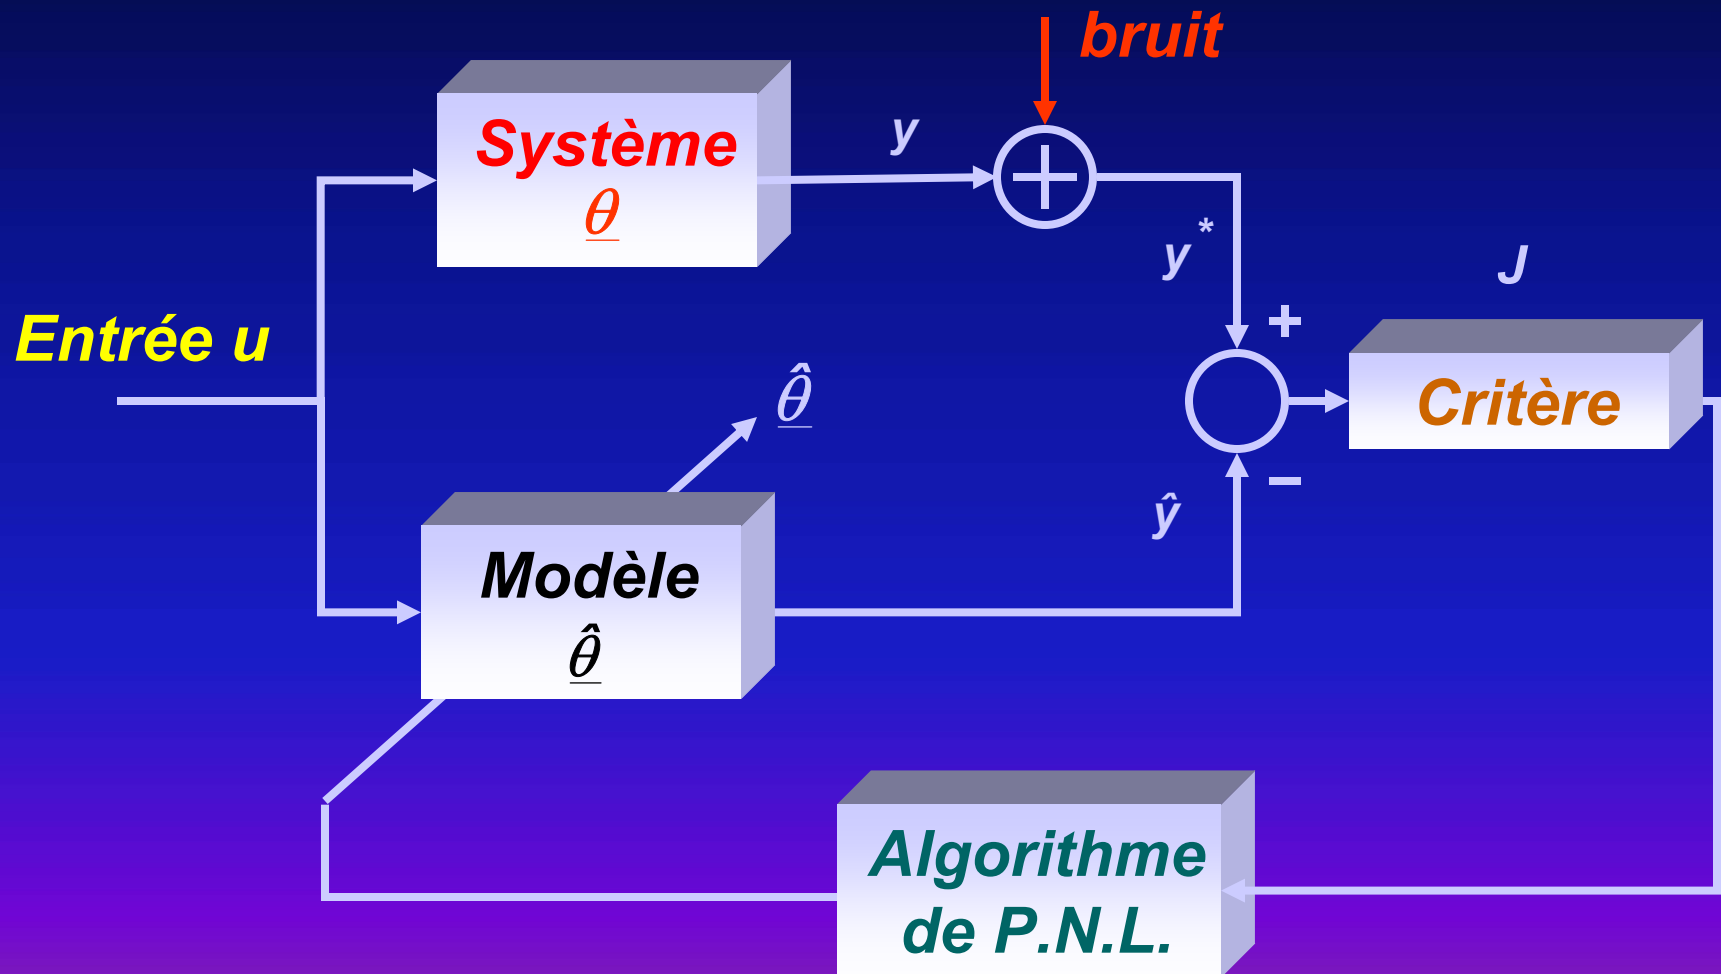 bruit
Système
θ
y
+
y*
J
Entrée u
+
Critère
θ̂
−
ŷ
Modèle
θ̂
Algorithme
de P.N.L.